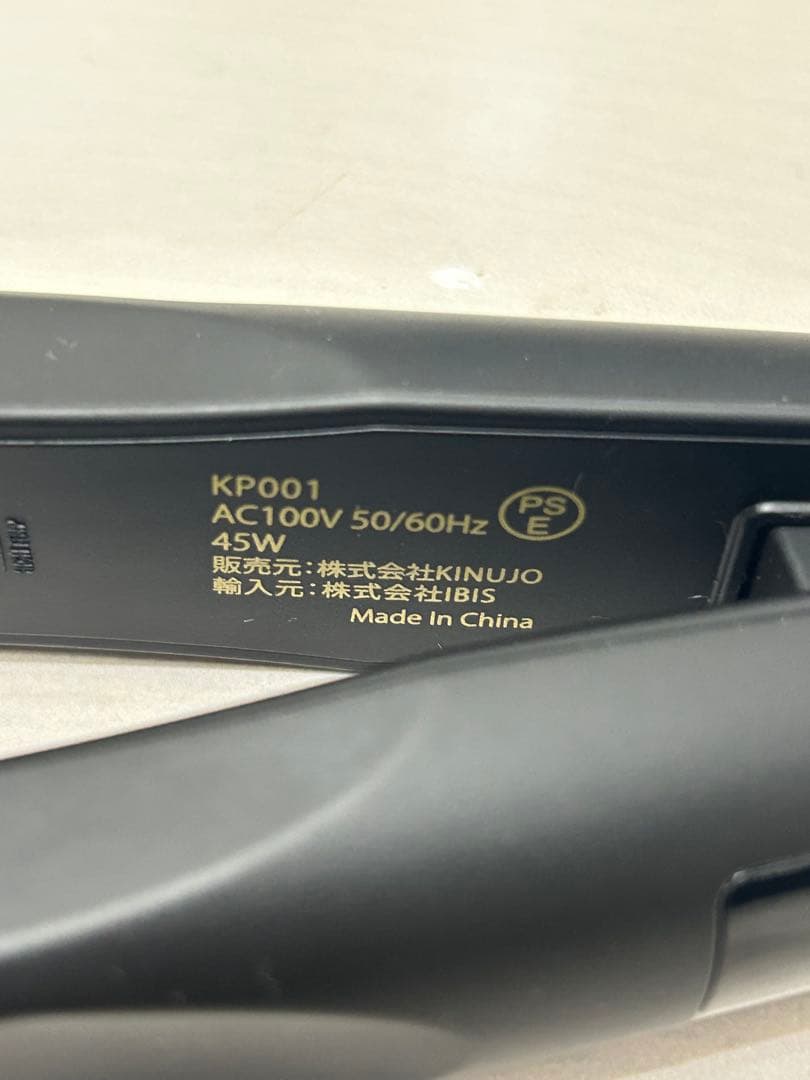 KP001
AC100V 50/60Hz
PS
E
45W
販売元:株式会社KINUJO
輸入元:株式会社IBIS
Made In China